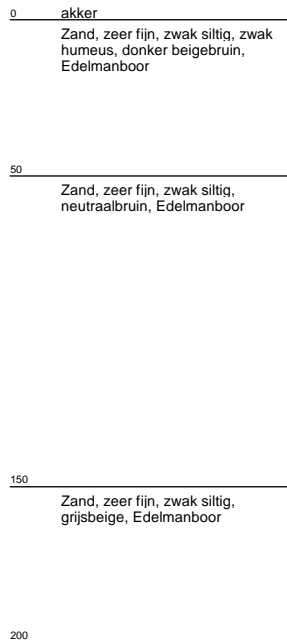 0 akker
Zand, zeer fijn, zwak siltig, zwak
humeus, donker beigebruin,
Edelmanboor
50
Zand, zeer fijn, zwak siltig,
neutraalbruin, Edelmanboor
150
Zand, zeer fijn, zwak siltig,
grijsbeige, Edelmanboor
200